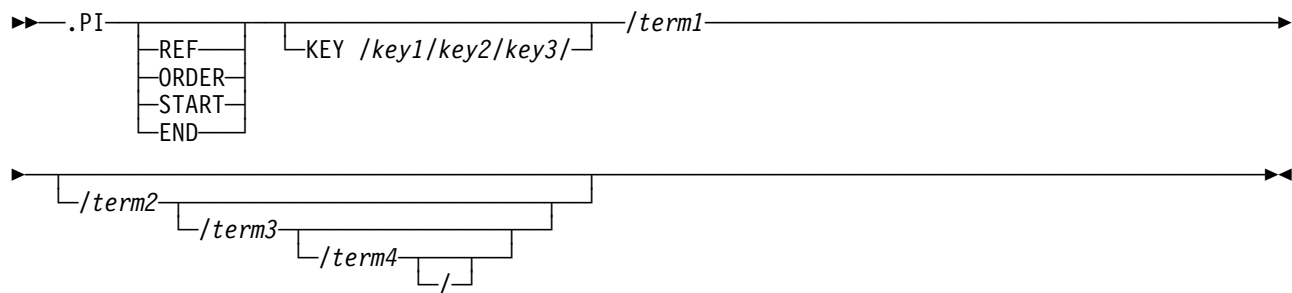 .PI /term1
REF KEY /key1/key2/key3/
ORDER
START
END
/term2
/term3
/term4
/